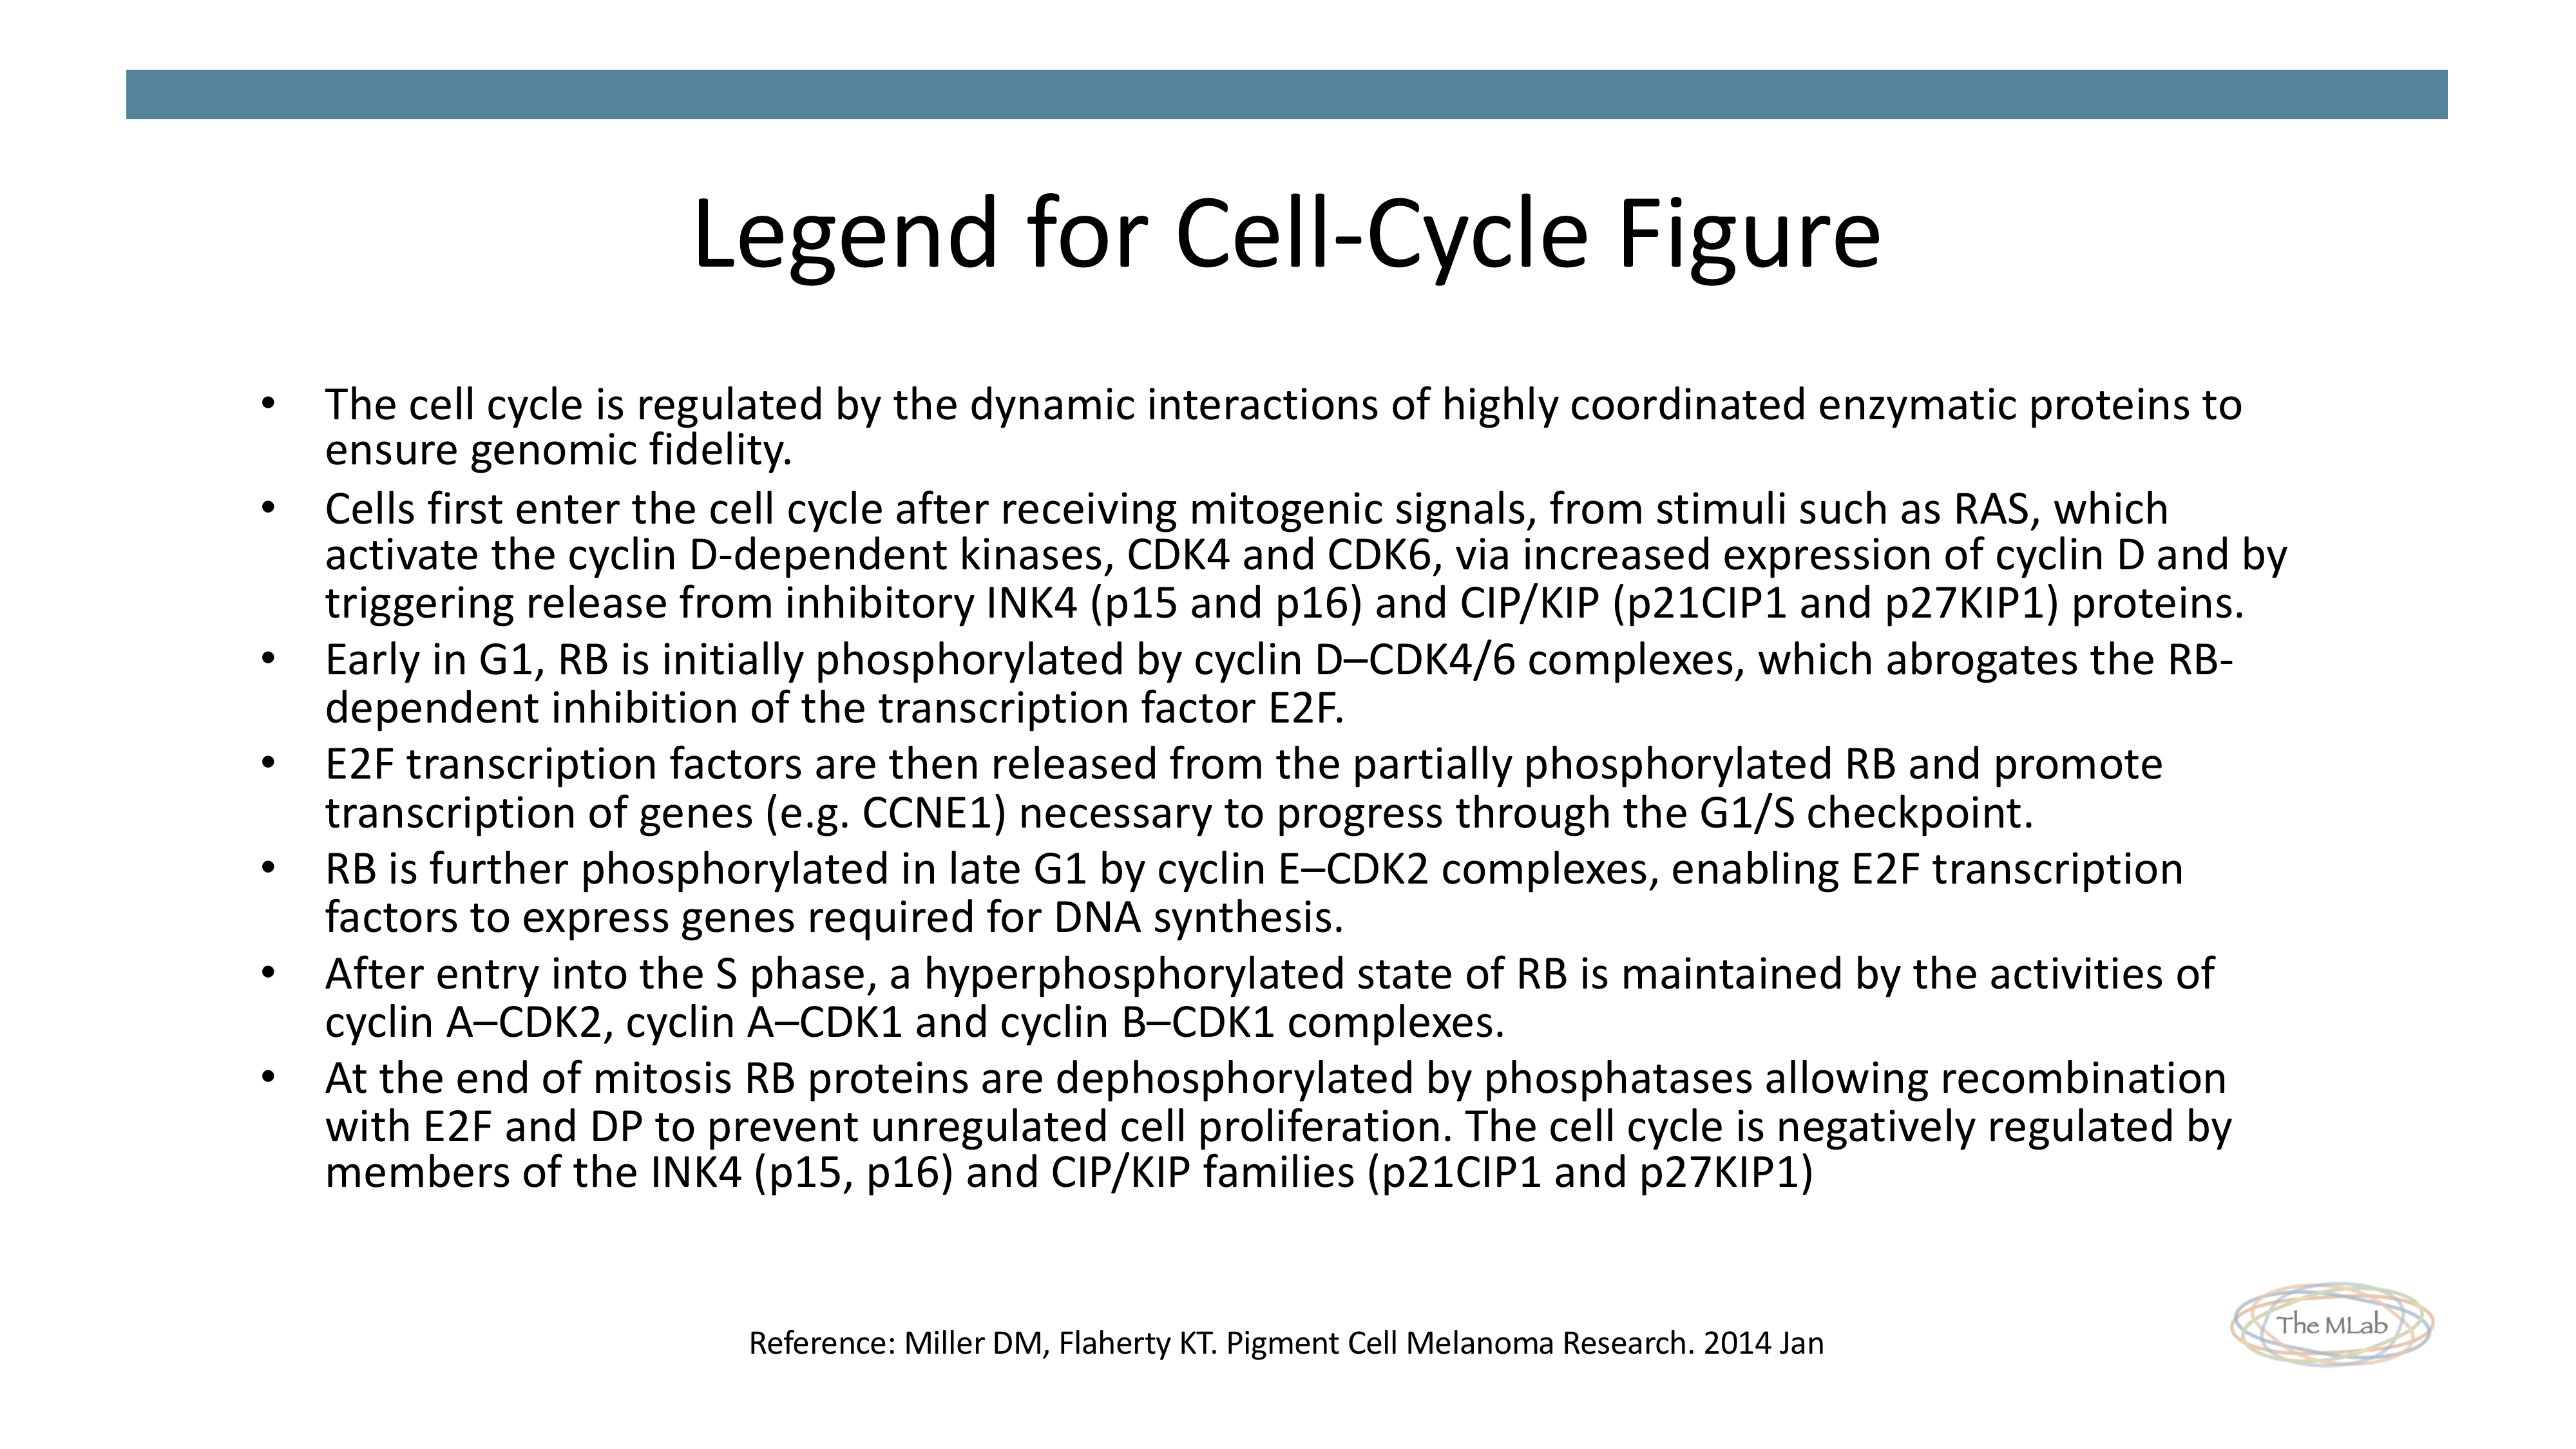 Legend for Cell-Cycle Figure
• The cell cycle is regulated by the dynamic interactions of highly coordinated enzymatic proteins to
ensure genomic fidelity.
• Cells first enter the cell cycle after receiving mitogenic signals, from stimuli such as RAS, which
activate the cyclin D-dependent kinases, CDK4 and CDK6, via increased expression of cyclin D and by
triggering release from inhibitory INK4 (p15 and p16) and CIP/KIP (p21CIP1 and p27KIP1) proteins.
• Early in G1, RB is initially phosphorylated by cyclin D–CDK4/6 complexes, which abrogates the RB-
dependent inhibition of the transcription factor E2F.
• E2F transcription factors are then released from the partially phosphorylated RB and promote
transcription of genes (e.g. CCNE1) necessary to progress through the G1/S checkpoint.
• RB is further phosphorylated in late G1 by cyclin E–CDK2 complexes, enabling E2F transcription
factors to express genes required for DNA synthesis.
• After entry into the S phase, a hyperphosphorylated state of RB is maintained by the activities of
cyclin A–CDK2, cyclin A–CDK1 and cyclin B–CDK1 complexes.
• At the end of mitosis RB proteins are dephosphorylated by phosphatases allowing recombination
with E2F and DP to prevent unregulated cell proliferation. The cell cycle is negatively regulated by
members of the INK4 (p15, p16) and CIP/KIP families (p21CIP1 and p27KIP1)
The MLab
Reference: Miller DM, Flaherty KT. Pigment Cell Melanoma Research. 2014 Jan